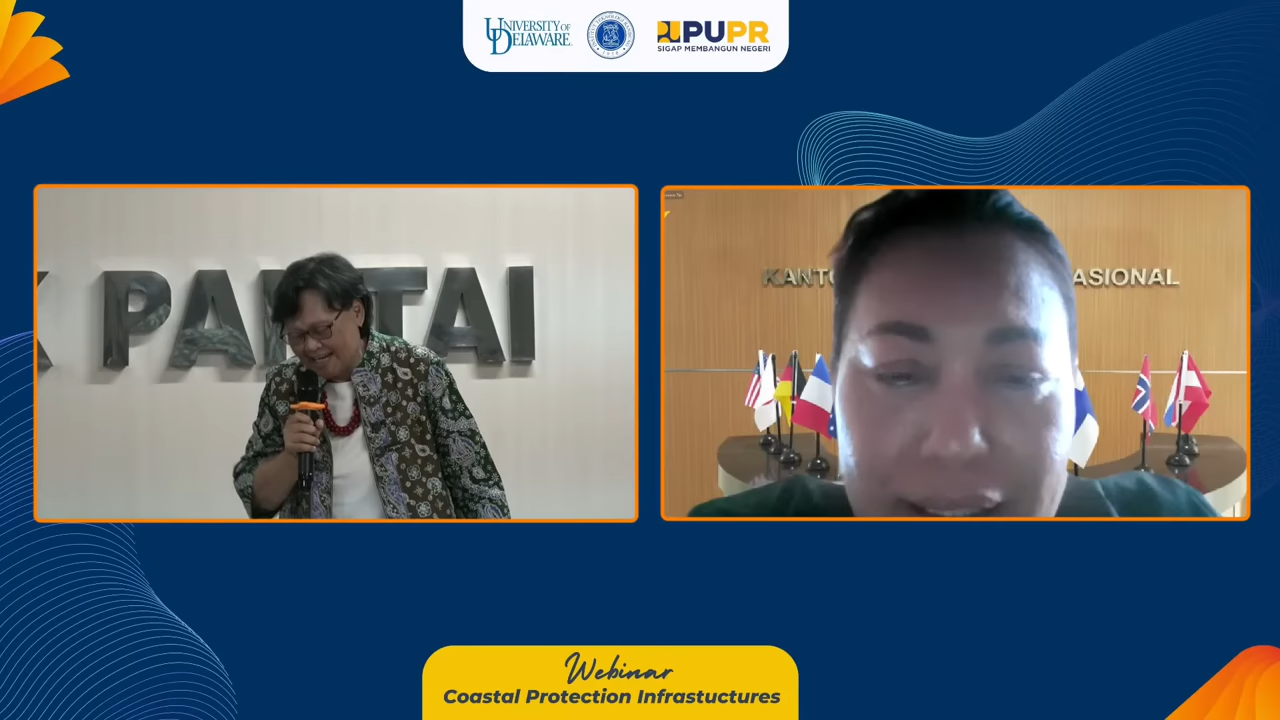 UNIVERSITY OF
DELAWARE
PUPR
SIGAP MEMBANGUN NEGERI
PANTAI
KANTO
ASIONAL
Webinar
Coastal Protection Infrastuctures